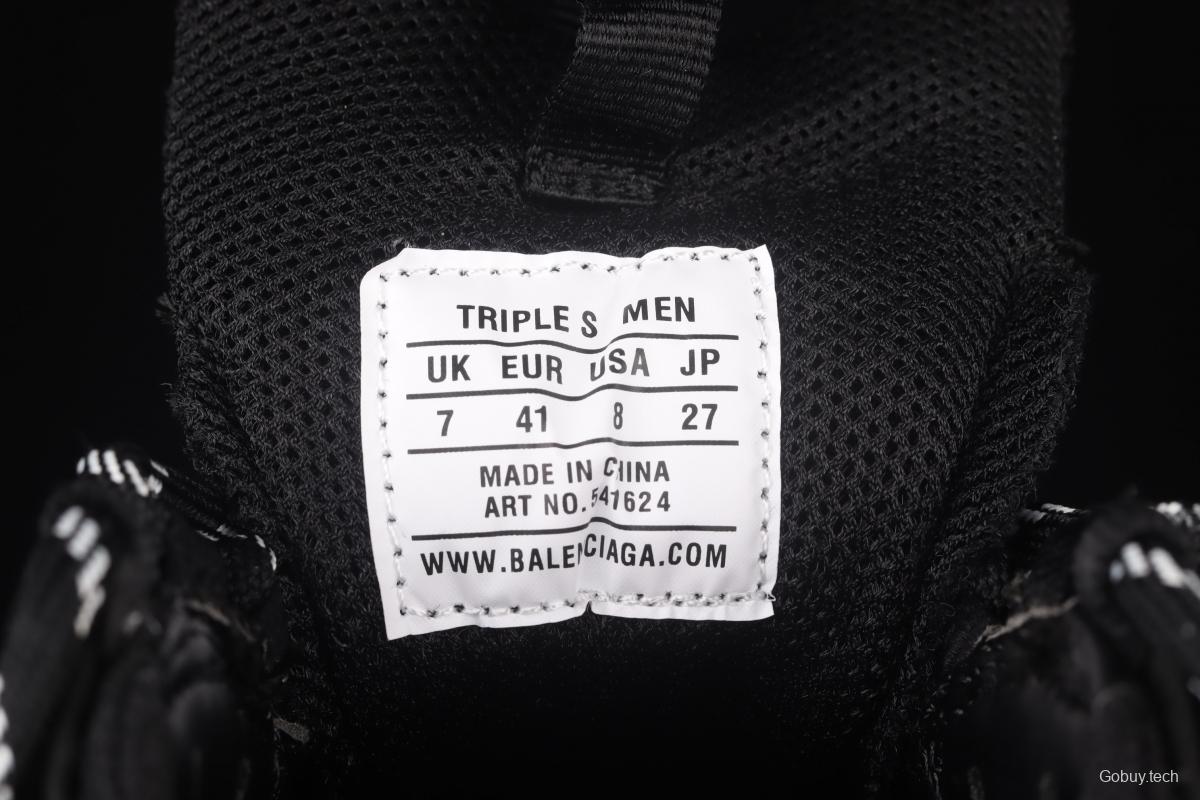 TRIPLE S MEN
UK EUR USA JP
7 41 8 27
MADE IN CHINA
ART NO. 541624
WWW.BALENCIAGA.COM
Gobuy.tech